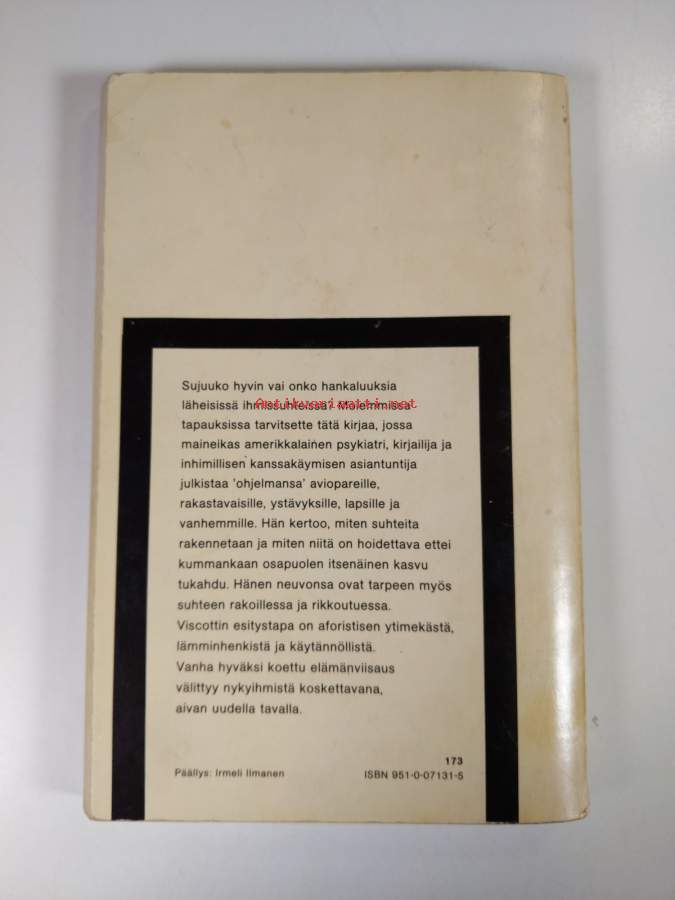 Sujuuko hyvin vai onko hankaluuksia
läheisissä ihmissuhteissa? Molemmissa
Antikvariaatti.net
tapauksissa tarvitsette tätä kirjaa, jossa
maineikas amerikkalainen psykiatri, kirjailija ja
inhimillisen kanssakäymisen asiantuntija
julkistaa 'ohjelmansa' aviopareille,
rakastavaisille, ystävyksille, lapsille ja
vanhemmille. Hän kertoo, miten suhteita
rakennetaan ja miten niitä on hoidettava ettei
kummankaan osapuolen itsenäinen kasvu
tukahdu. Hänen neuvonsa ovat tarpeen myös
suhteen rakoillessa ja rikkoutuessa.
Viscottin esitystapa on aforistisen ytimekästä,
lämminhenkistä ja käytännöllistä.
Vanha hyväksi koettu elämänviisaus
välittyy nykyihmistä koskettavana,
aivan uudella tavalla.
173
Päällys: Irmeli Ilmanen ISBN 951-0-07131-5